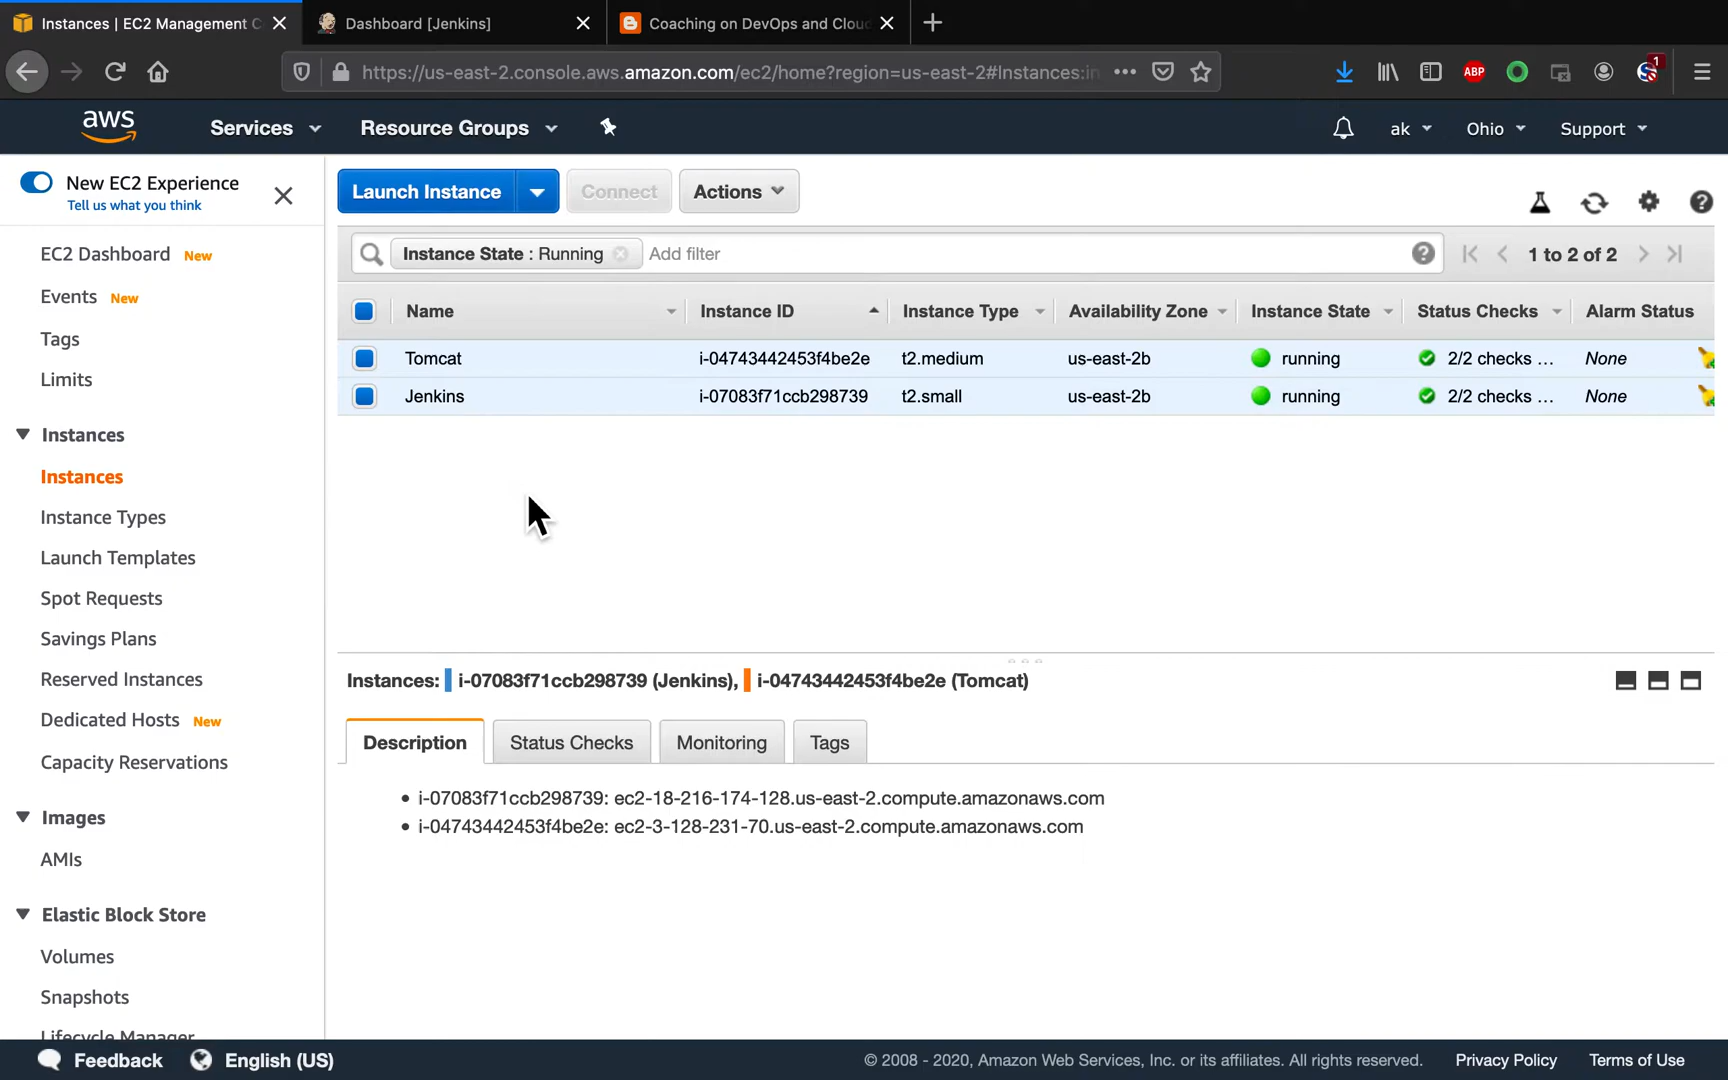 Instances | EC2 Management C
Dashboard [Jenkins]
Coaching on DevOps and Cloud
https://us-east-2.console.aws.amazon.com/ec2/home?region=us-east-2#Instances:in
ABP
1
aws
Services
Resource Groups
ak
Ohio
Support
New EC2 Experience
Tell us what you think
Launch Instance
Connect
Actions
Instance State : Running
Add filter
1 to 2 of 2
Name
Instance ID
Instance Type
Availability Zone
Instance State
Status Checks
Alarm Status
Tomcat i-04743442453f4be2e t2.medium us-east-2b running 2/2 checks ... None
Jenkins i-07083f71ccb298739 t2.small us-east-2b running 2/2 checks ... None
EC2 Dashboard New
Events New
Tags
Limits
Instances
Instances
Instance Types
Launch Templates
Spot Requests
Savings Plans
Reserved Instances
Dedicated Hosts New
Capacity Reservations
Images
AMIs
Elastic Block Store
Volumes
Snapshots
Lifecycle Manager
Instances: i-07083f71ccb298739 (Jenkins), i-04743442453f4be2e (Tomcat)
Description
Status Checks
Monitoring
Tags
• i-07083f71ccb298739: ec2-18-216-174-128.us-east-2.compute.amazonaws.com
• i-04743442453f4be2e: ec2-3-128-231-70.us-east-2.compute.amazonaws.com
Feedback
English (US)
© 2008 - 2020, Amazon Web Services, Inc. or its affiliates. All rights reserved.
Privacy Policy
Terms of Use